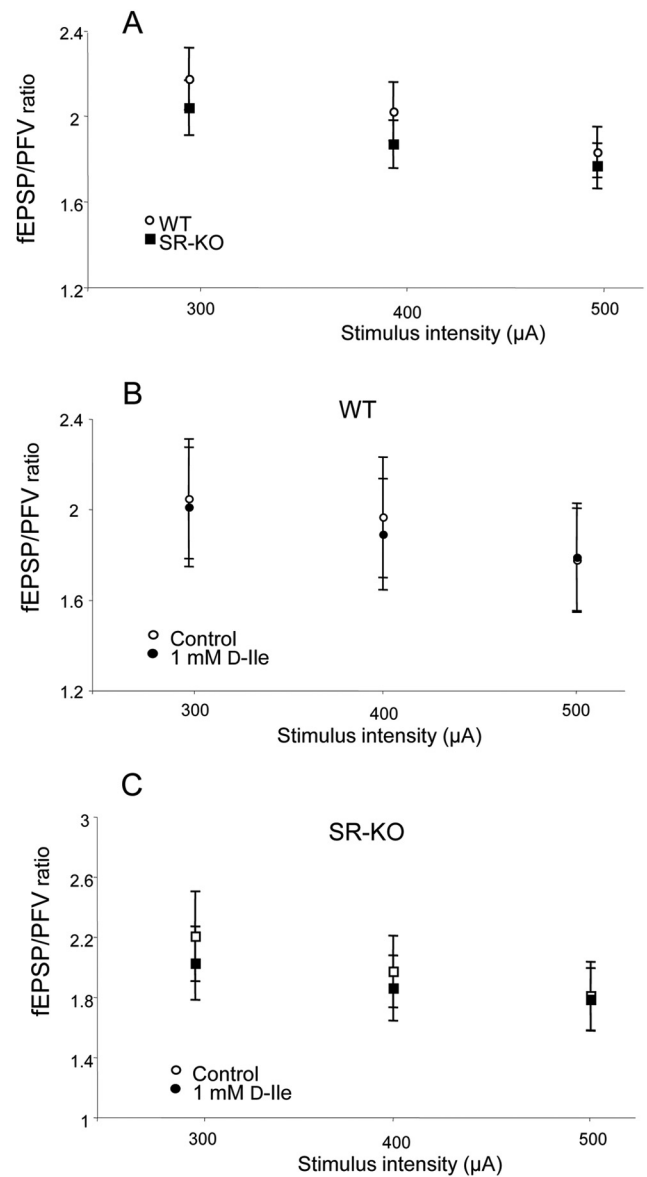 A
fEPSP/PFV ratio
2.4
2
1.6
1.2
WT
SR-KO
300 400 500
Stimulus intensity (µA)
B
WT
fEPSP/PFV ratio
2.4
2
1.6
1.2
Control
1 mM D-Ile
300 400 500
Stimulus intensity (µA)
C
SR-KO
fEPSP/PFV ratio
3
2.6
2.2
1.8
1.4
1
Control
1 mM D-Ile
300 400 500
Stimulus intensity (µA)